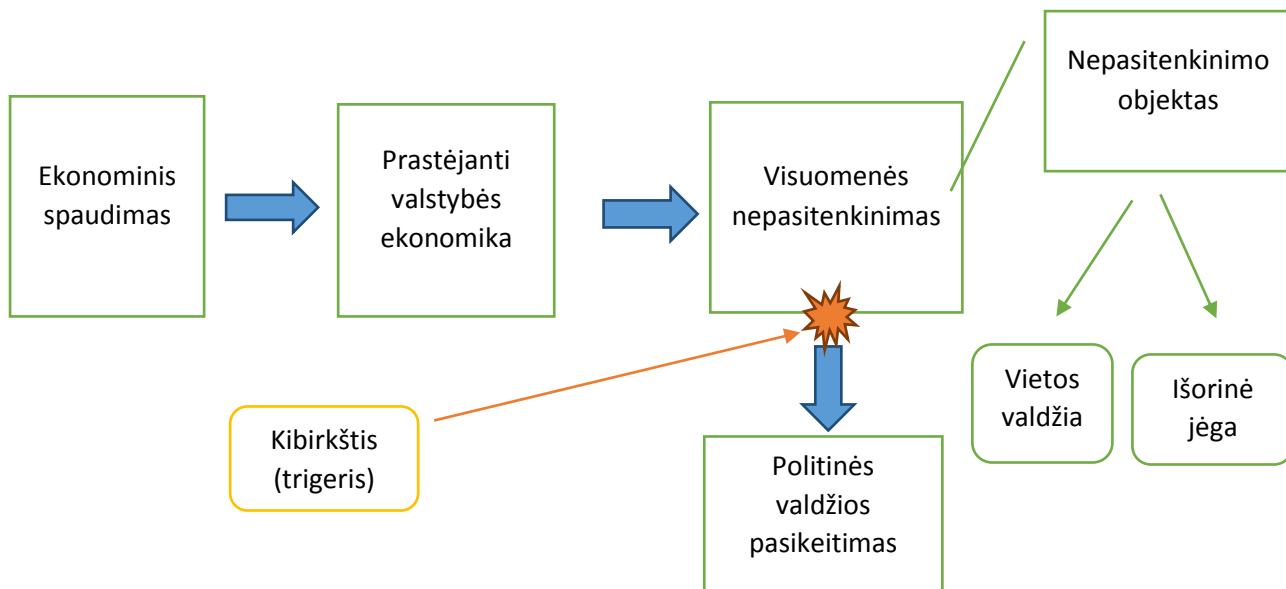 Ekonominis
spaudimas
Prastėjanti
valstybės
ekonomika
Visuomenės
nepasitenkinimas
Nepasitenkinimo
objektas
Vietos
valdžia
Išorinė
jėga
Kibirkštis
(trigeris)
Politinės
valdžios
pasikeitimas